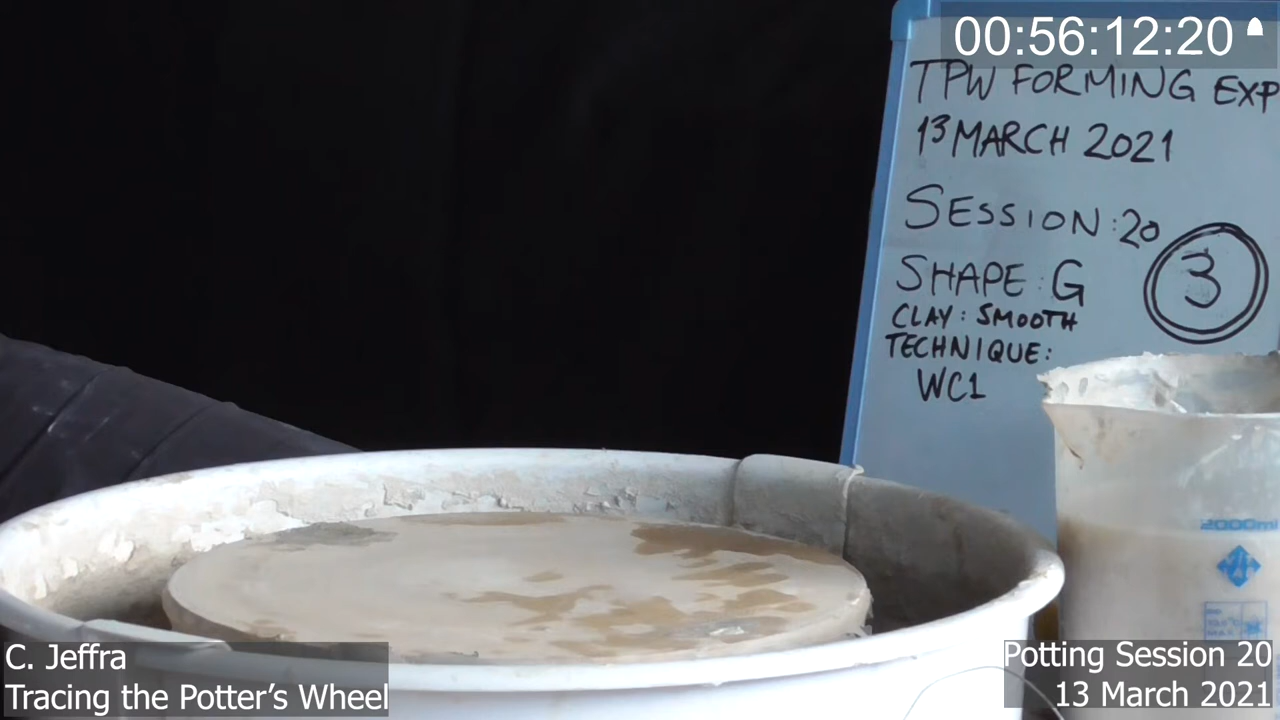 00:56:12:20
TPW FORMING EXP
13 MARCH 2021
SESSION: 20
SHAPE: G
3
CLAY: SMOOTH
TECHNIQUE:
WC1
2000ml
C. Jeffra
Tracing the Potter's Wheel
Potting Session 20
13 March 2021